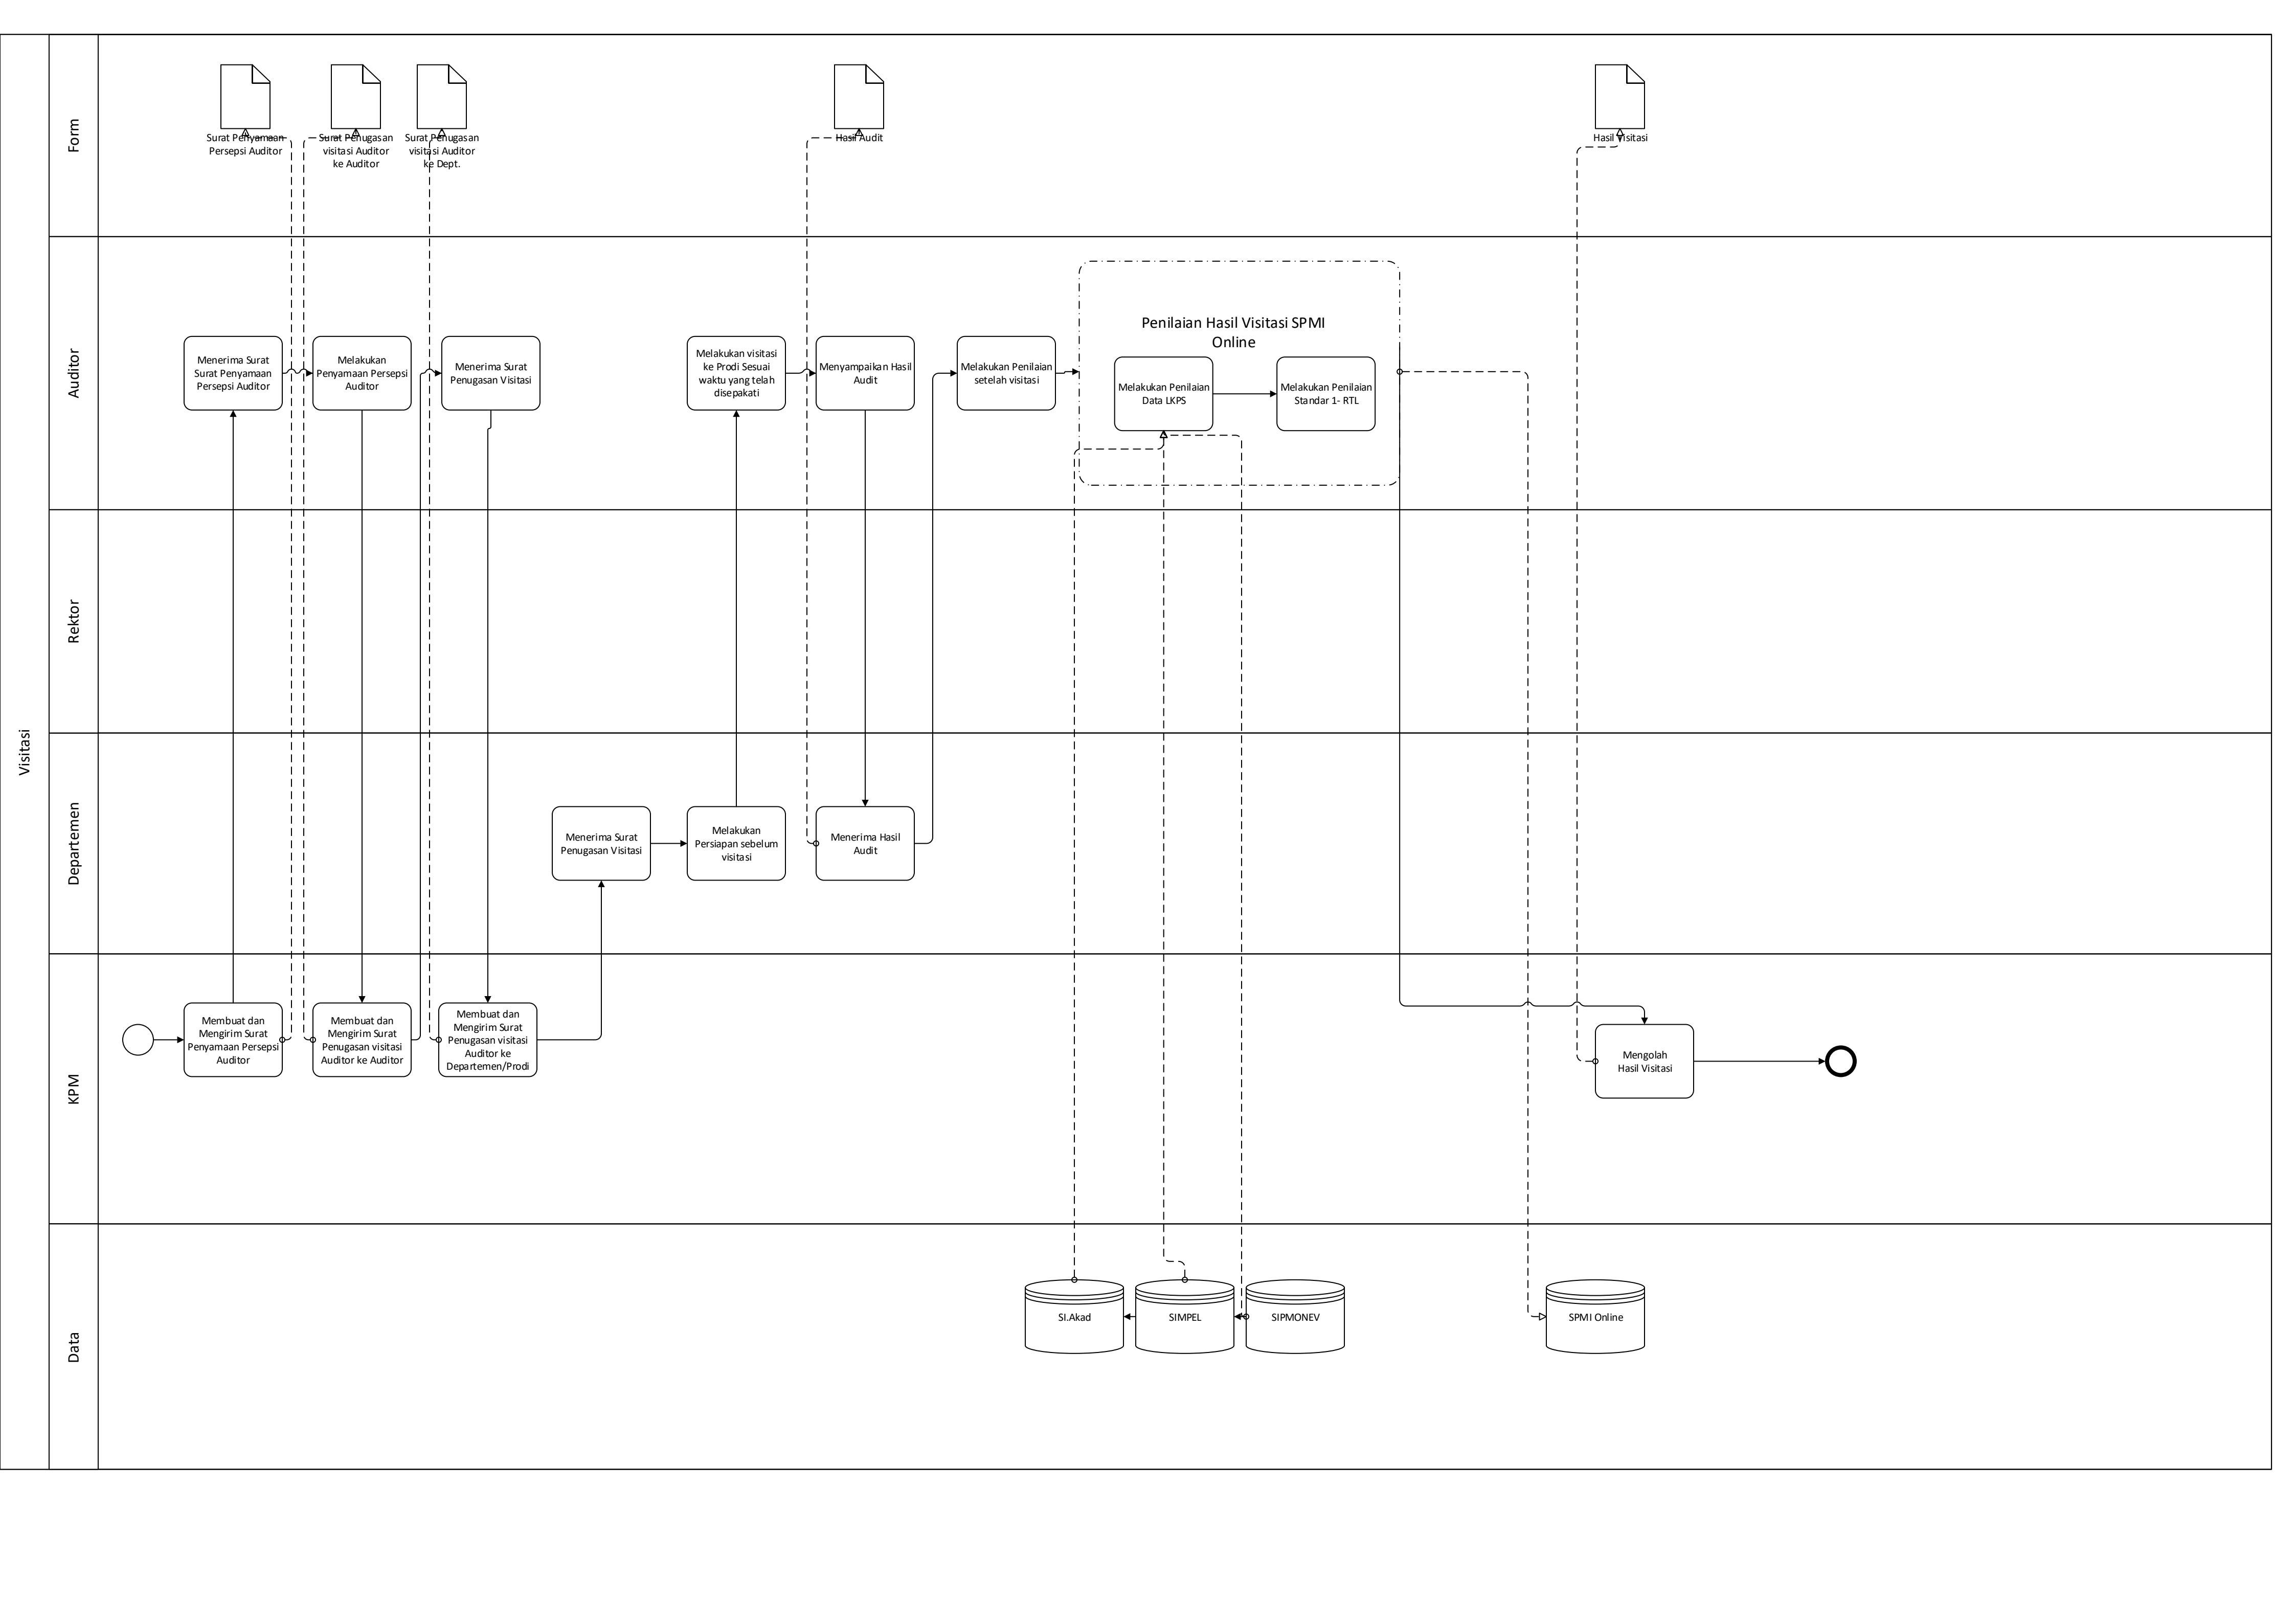 Visitasi
Form
Surat Penyamaan
Persepsi Auditor
Surat Penugasan
visitasi Auditor
ke Auditor
Surat Penugasan
visitasi Auditor
ke Dept.
Hasil Audit
Hasil Visitasi
Auditor
Menerima Surat
Surat Penyamaan
Persepsi Auditor
Melakukan
Penyamaan Persepsi
Auditor
Menerima Surat
Penugasan Visitasi
Melakukan visitasi
ke Prodi Sesuai
waktu yang telah
disepakati
Menyampaikan Hasil
Audit
Melakukan Penilaian
setelah visitasi
Penilaian Hasil Visitasi SPMI
Online
Melakukan Penilaian
Data LKPS
Melakukan Penilaian
Standar 1- RTL
Rektor
Departemen
Menerima Surat
Penugasan Visitasi
Melakukan
Persiapan sebelum
visitasi
Menerima Hasil
Audit
KPM
Membuat dan
Mengirim Surat
Penyamaan Persepsi
Auditor
Membuat dan
Mengirim Surat
Penugasan visitasi
Auditor ke Auditor
Membuat dan
Mengirim Surat
Penugasan visitasi
Auditor ke
Departemen/Prodi
Mengolah
Hasil Visitasi
Data
SI.Akad
SIMPEL
SIPMONEV
SPMI Online